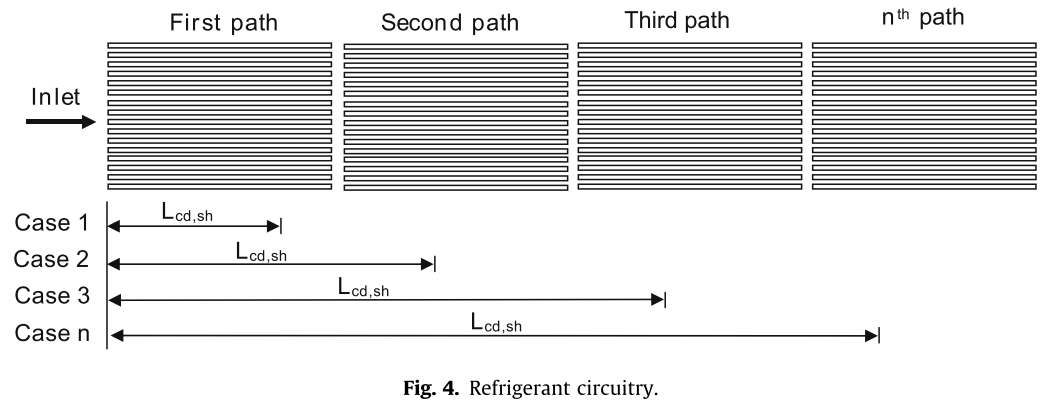 First path Second path Third path nth path
Inlet
Case 1 Lcd,sh
Case 2 Lcd,sh
Case 3 Lcd,sh
Case n Lcd,sh
Fig. 4. Refrigerant circuitry.